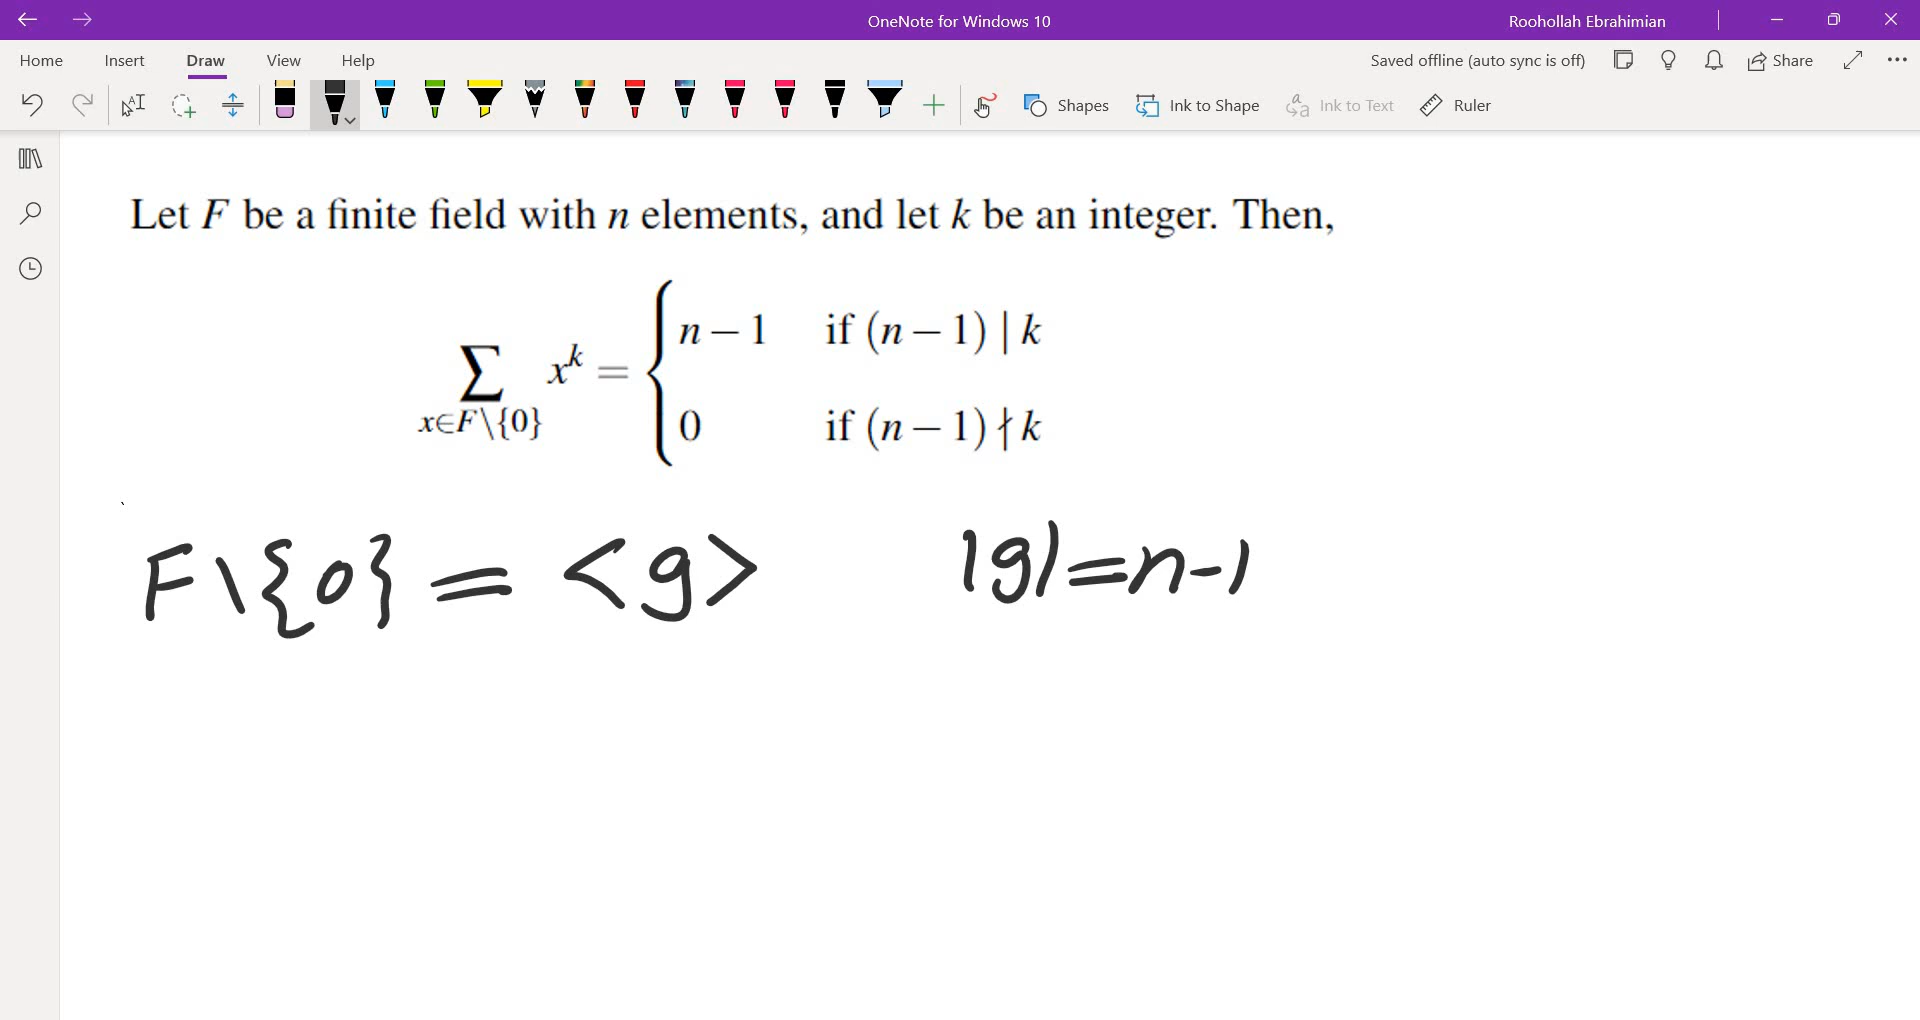 OneNote for Windows 10
Roohollah Ebrahimian
Home Insert Draw View Help
Saved offline (auto sync is off)
Share
Shapes
Ink to Shape
Ink to Text
Ruler
Let F be a finite field with n elements, and let k be an integer. Then,
∑_{x∈F\{0}} x^k = { n − 1 if (n − 1) | k
0 if (n − 1) ∤ k
F\{0} = <g> |g| = n-1